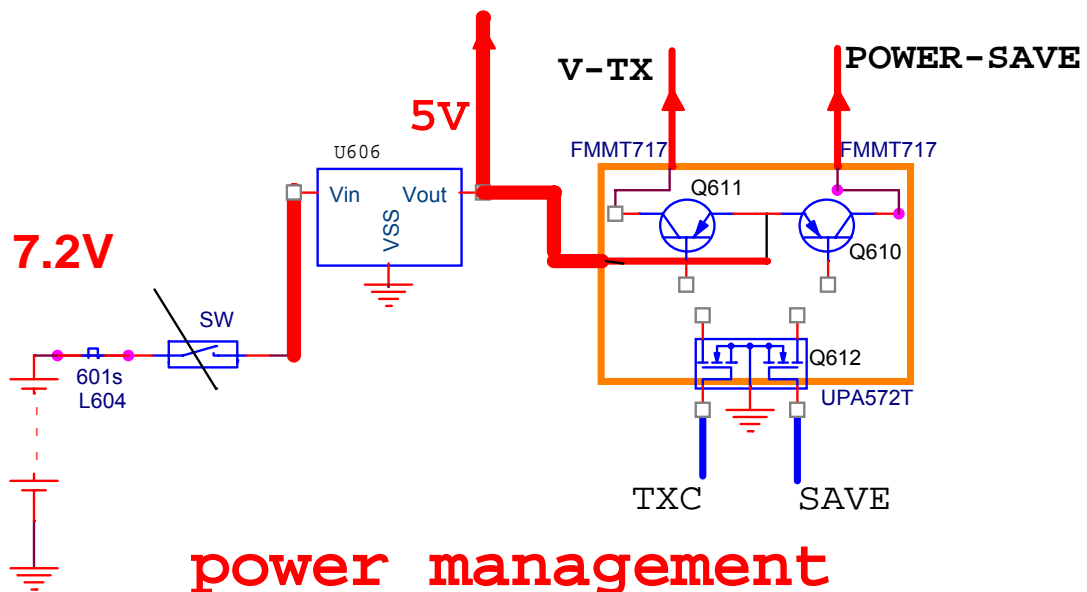 V-TX
POWER-SAVE
5V
FMMT717
FMMT717
U606
Q611
Vin
Vout
VSS
7.2V
Q610
SW
Q612
601s
L604
UPA572T
TXC
SAVE
power management